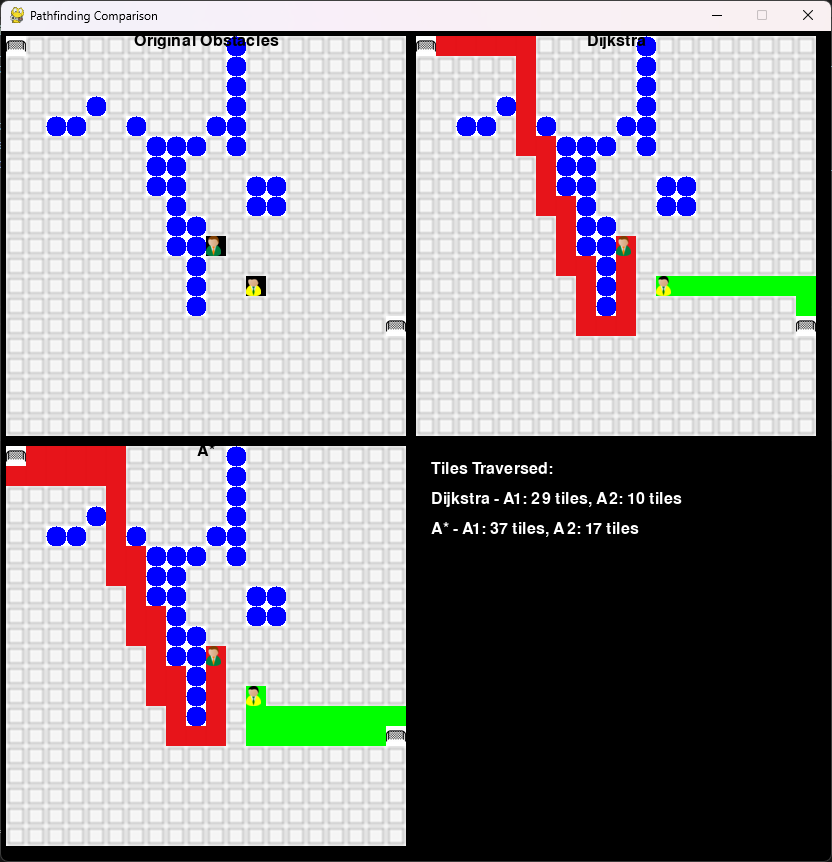 Pathfinding Comparison
Original Obstacles
Dijkstra
A*
Tiles Traversed:
Dijkstra - A1: 29 tiles, A2: 10 tiles
A* - A1: 37 tiles, A2: 17 tiles